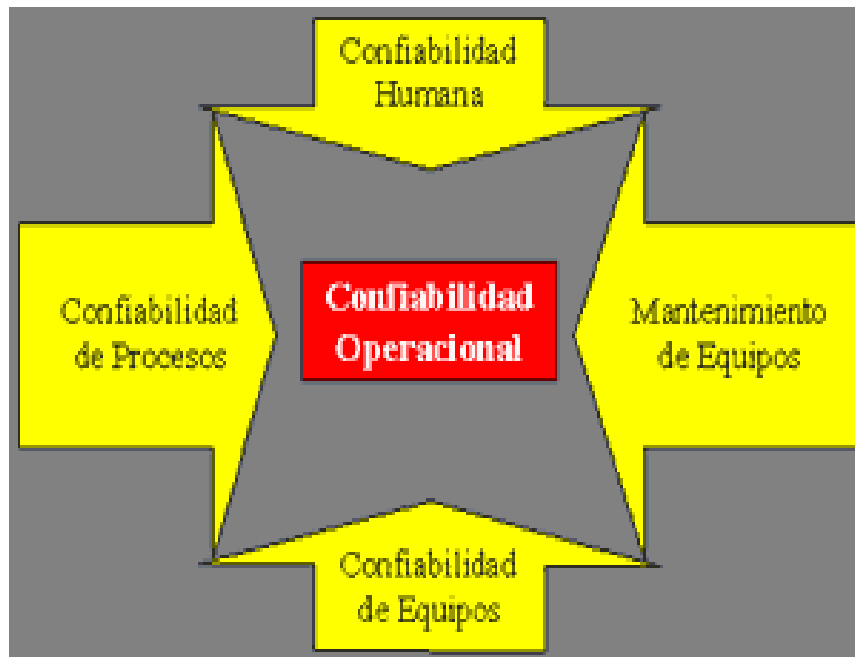 Confiabilidad
Humana
Confiabilidad
de Procesos
Confiabilidad
Operacional
Mantenimiento
de Equipos
Confiabilidad
de Equipos